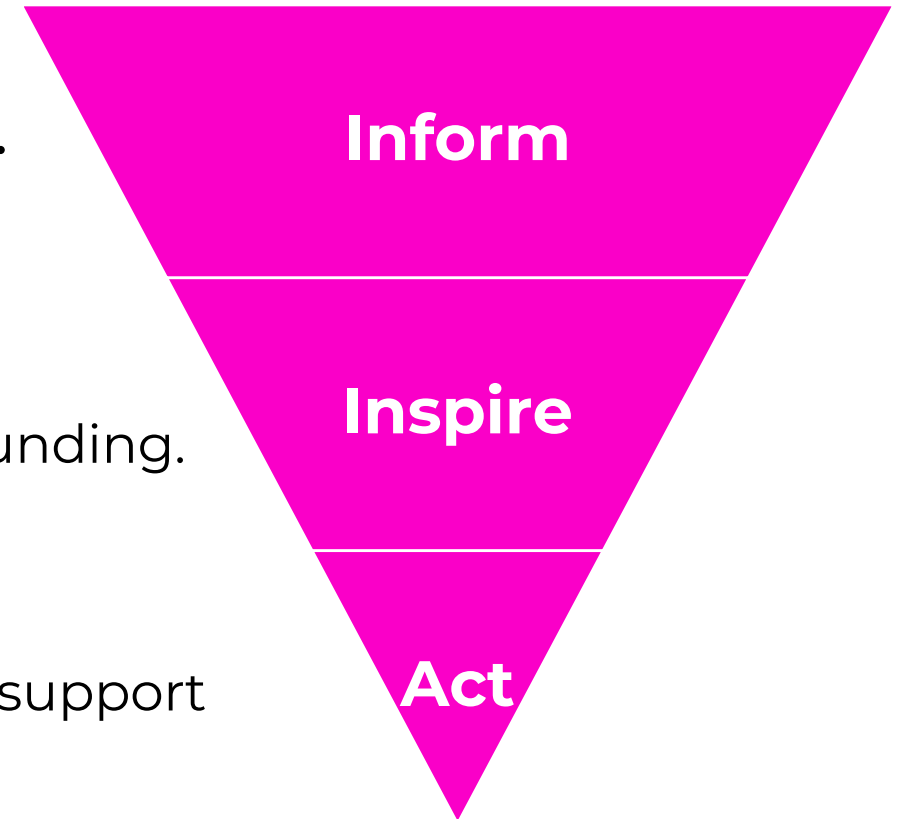 .
Inform
Inspire
unding.
Act
support